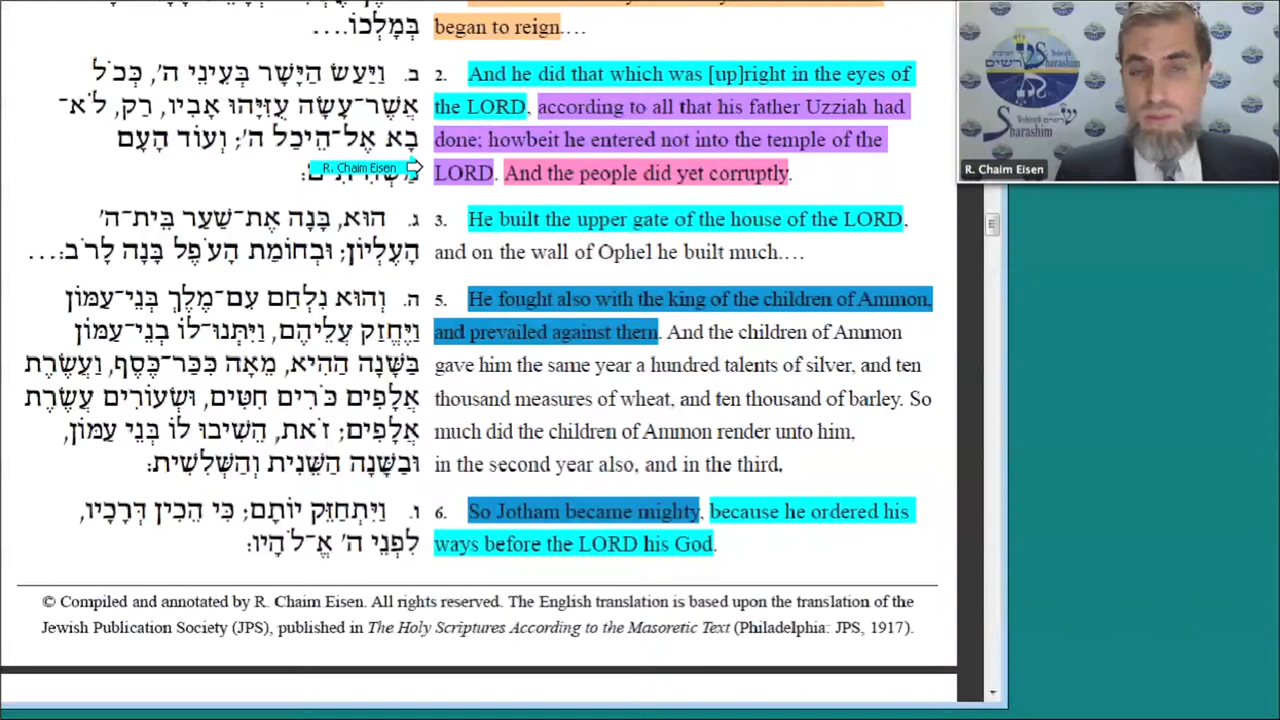 בְּמָלְכוֹ....
began to reign....
ב. וַיַּעַשׂ הַיָּשָׁר בְּעֵינֵי ה', כְּכֹל
אֲשֶׁר־עָשָׂה עֻזִּיָּהוּ אָבִיו, רַק, לֹא־
בָא אֶל־הֵיכַל ה'; וְעוֹד הָעָם
2. And he did that which was [up]right in the eyes of
the LORD, according to all that his father Uzziah had
done; howbeit he entered not into the temple of the
LORD. And the people did yet corruptly.
R. Chaim Eisen
ג. הוּא, בָּנָה אֶת־שַׁעַר בֵּית־ה'
הָעֶלְיוֹן; וּבְחוֹמַת הָעֹפֶל בָּנָה לָרֹב:...
3. He built the upper gate of the house of the LORD,
and on the wall of Ophel he built much....
ה. וְהוּא נִלְחַם עִם־מֶלֶךְ בְּנֵי־עַמּוֹן
וַיֶּחֱזַק עֲלֵיהֶם, וַיִּתְּנוּ־לוֹ בְנֵי־עַמּוֹן
בַּשָּׁנָה הַהִיא, מֵאָה כִּכַּר־כֶּסֶף, וַעֲשֶׂרֶת
אֲלָפִים כֹּרִים חִטִּים, וּשְׂעוֹרִים עֲשֶׂרֶת
אֲלָפִים; זֹאת, הֵשִׁיבוּ לוֹ בְּנֵי עַמּוֹן,
וּבַשָּׁנָה הַשֵּׁנִית וְהַשְּׁלִשִׁית:
5. He fought also with the king of the children of Ammon,
and prevailed against them. And the children of Ammon
gave him the same year a hundred talents of silver, and ten
thousand measures of wheat, and ten thousand of barley. So
much did the children of Ammon render unto him,
in the second year also, and in the third.
ו. וַיִּתְחַזֵּק יוֹתָם; כִּי הֵכִין דְּרָכָיו,
לִפְנֵי ה' אֱ־לֹהָיו:
6. So Jotham became mighty, because he ordered his
ways before the LORD his God.
© Compiled and annotated by R. Chaim Eisen. All rights reserved. The English translation is based upon the translation of the
Jewish Publication Society (JPS), published in The Holy Scriptures According to the Masoretic Text (Philadelphia: JPS, 1917).
Yeshivat
Sharashim
R. Chaim Eisen